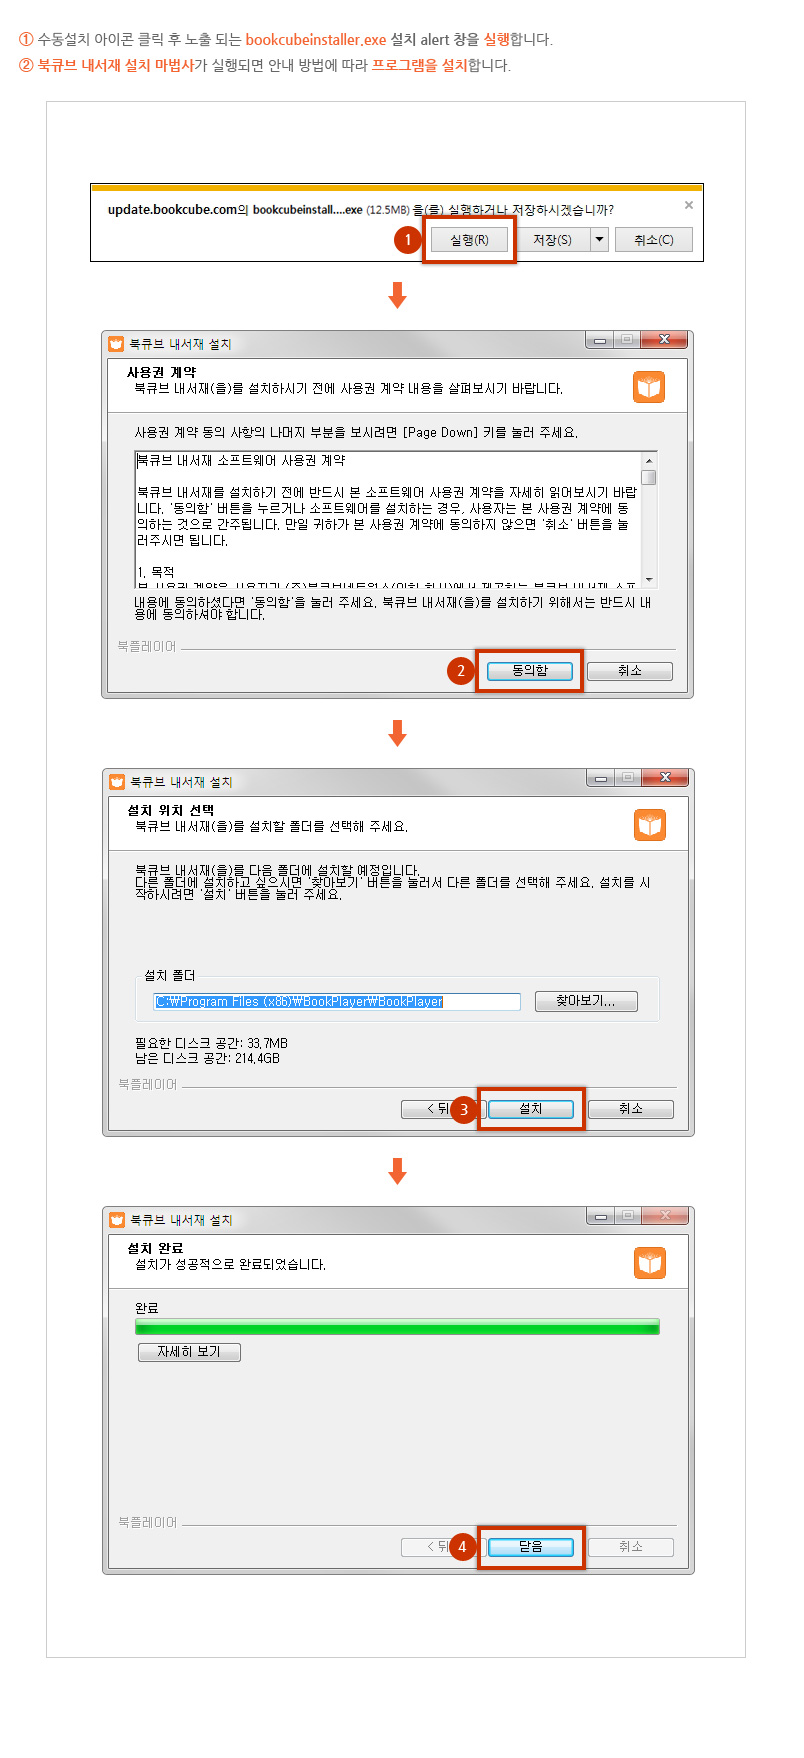 ① 수동설치 아이콘 클릭 후 노출 되는 bookcubeinstaller.exe 설치 alert 창을 실행합니다.
② 북큐브 내서재 설치 마법사가 실행되면 안내 방법에 따라 프로그램을 설치합니다.
update.bookcube.com의 bookcubeinstall....exe (12.5MB) 을(를) 실행하거나 저장하시겠습니까?
1 실행(R) 저장(S) 취소(C)
북큐브 내서재 설치
사용권 계약
북큐브 내서재(을)를 설치하시기 전에 사용권 계약 내용을 살펴보시기 바랍니다.
사용권 계약 동의 사항의 나머지 부분을 보시려면 [Page Down] 키를 눌러 주세요.
북큐브 내서재 소프트웨어 사용권 계약
북큐브 내서재를 설치하기 전에 반드시 본 소프트웨어 사용권 계약을 자세히 읽어보시기 바랍
니다. '동의함' 버튼을 누르거나 소프트웨어를 설치하는 경우, 사용자는 본 사용권 계약에 동
의하는 것으로 간주됩니다. 만일 귀하가 본 사용권 계약에 동의하지 않으면 '취소' 버튼을 눌
러주시면 됩니다.
1. 목적
내용에 동의하셨다면 '동의함'을 눌러 주세요. 북큐브 내서재(을)를 설치하기 위해서는 반드시 내
용에 동의하셔야 합니다.
북플레이어
2 동의함 취소
북큐브 내서재 설치
설치 위치 선택
북큐브 내서재(을)를 설치할 폴더를 선택해 주세요.
북큐브 내서재(을)를 다음 폴더에 설치할 예정입니다.
다른 폴더에 설치하고 싶으시면 '찾아보기' 버튼을 눌러서 다른 폴더를 선택해 주세요. 설치를 시
작하시려면 '설치' 버튼을 눌러 주세요.
설치 폴더
C:₩Program Files (x86)₩BookPlayer₩BookPlayer 찾아보기...
필요한 디스크 공간: 33.7MB
남은 디스크 공간: 214.4GB
북플레이어
< 뒤 3 설치 취소
북큐브 내서재 설치
설치 완료
설치가 성공적으로 완료되었습니다.
완료
자세히 보기
북플레이어
< 뒤 4 닫음 취소